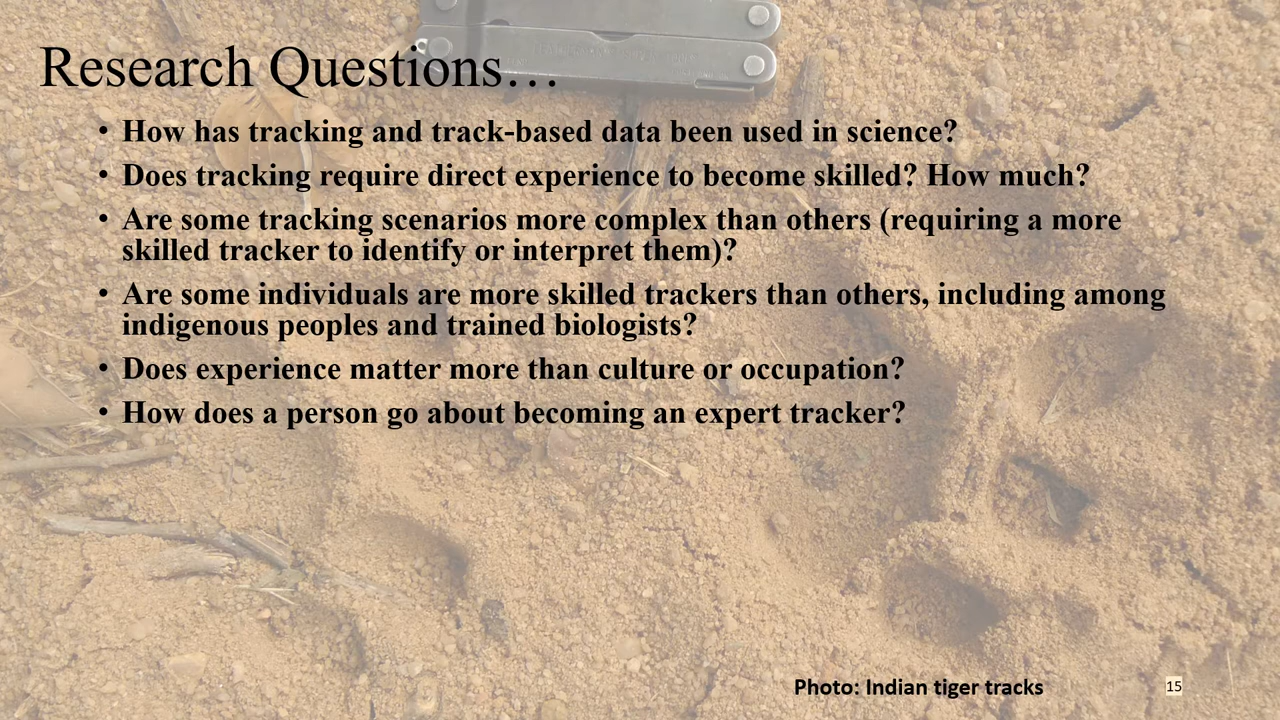 Research Questions…
• How has tracking and track-based data been used in science?
• Does tracking require direct experience to become skilled? How much?
• Are some tracking scenarios more complex than others (requiring a more
skilled tracker to identify or interpret them)?
• Are some individuals are more skilled trackers than others, including among
indigenous peoples and trained biologists?
• Does experience matter more than culture or occupation?
• How does a person go about becoming an expert tracker?
Photo: Indian tiger tracks
15